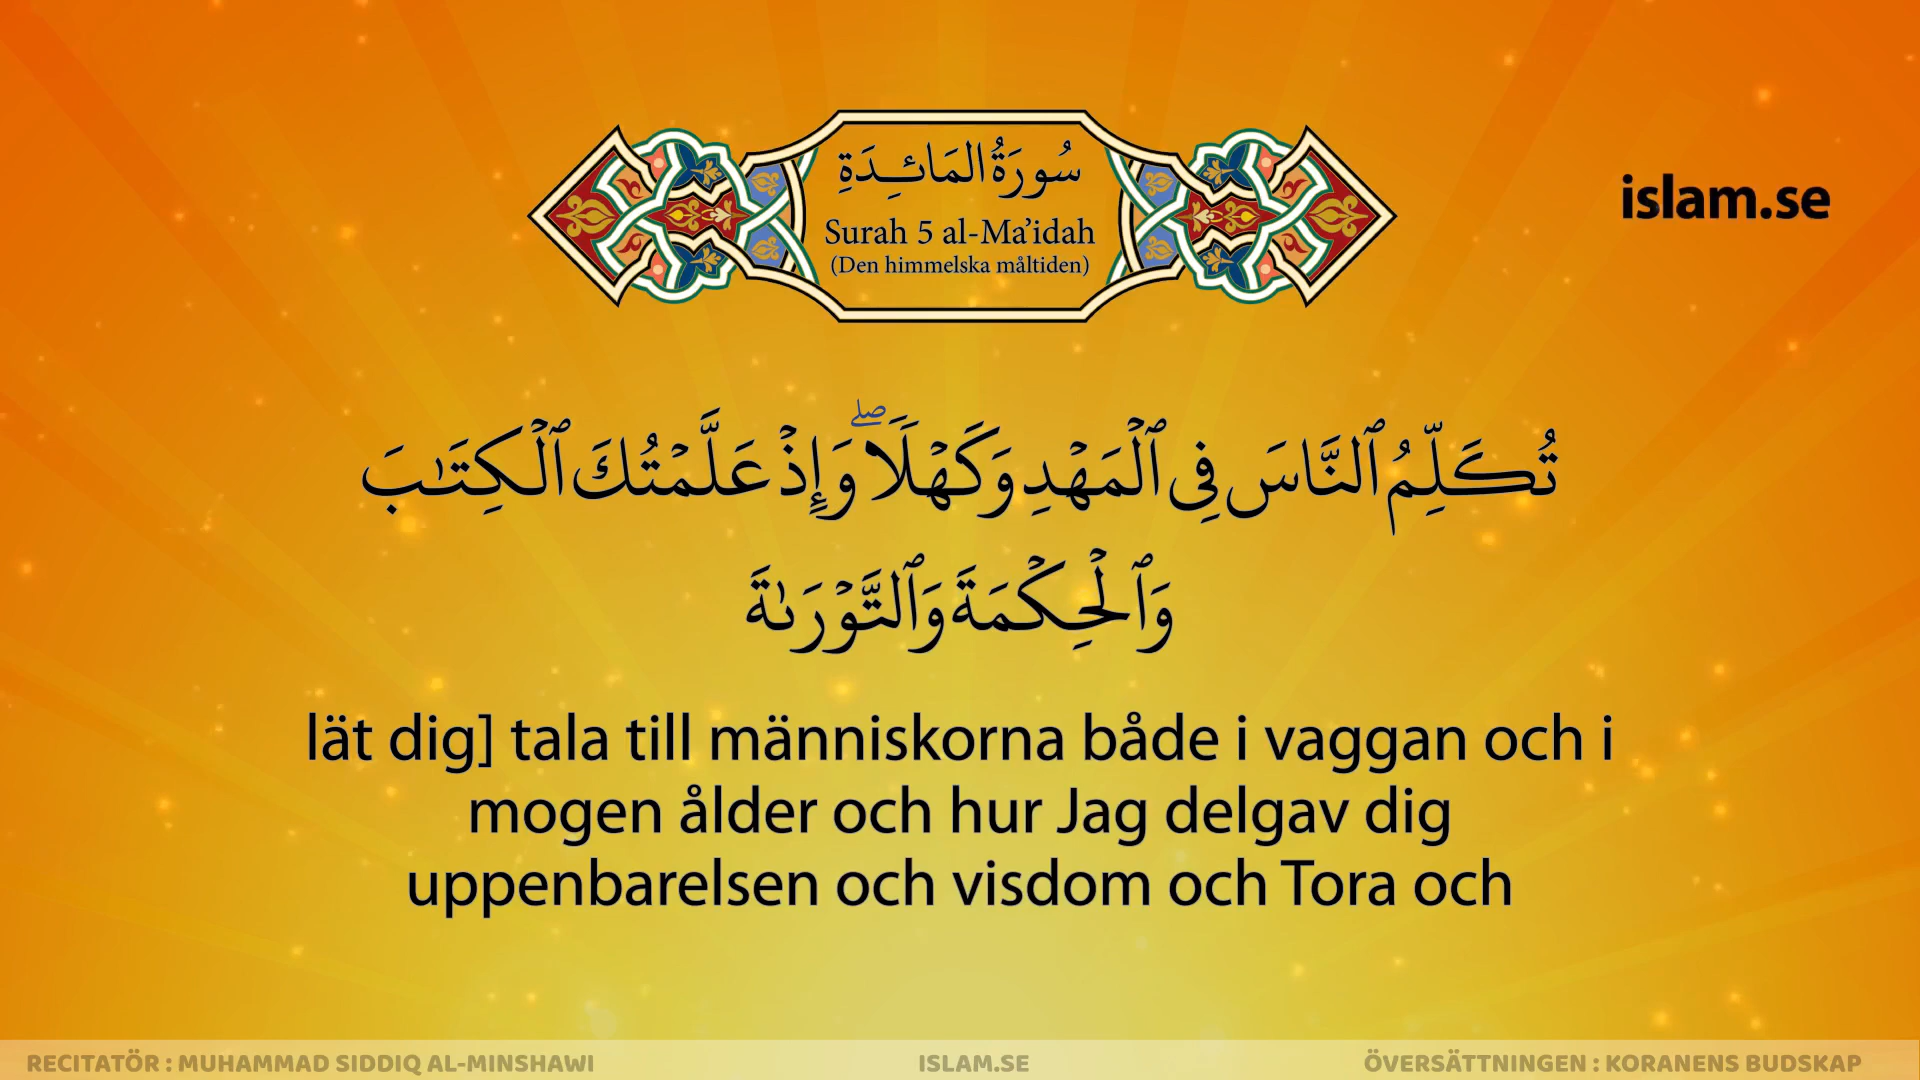 سُورَةُ المَائِدَةِ
Surah 5 al-Ma’idah
(Den himmelska måltiden)
islam.se
تُكَلِّمُ ٱلنَّاسَ فِى ٱلْمَهْدِ وَكَهْلًۭا ۖ وَإِذْ عَلَّمْتُكَ ٱلْكِتَـٰبَ
وَٱلْحِكْمَةَ وَٱلتَّوْرَىٰةَ
lät dig] tala till människorna både i vaggan och i
mogen ålder och hur Jag delgav dig
uppenbarelsen och visdom och Tora och
RECITATÖR : MUHAMMAD SIDDIQ AL-MINSHAWI
ISLAM.SE
ÖVERSÄTTNINGEN : KORANENS BUDSKAP